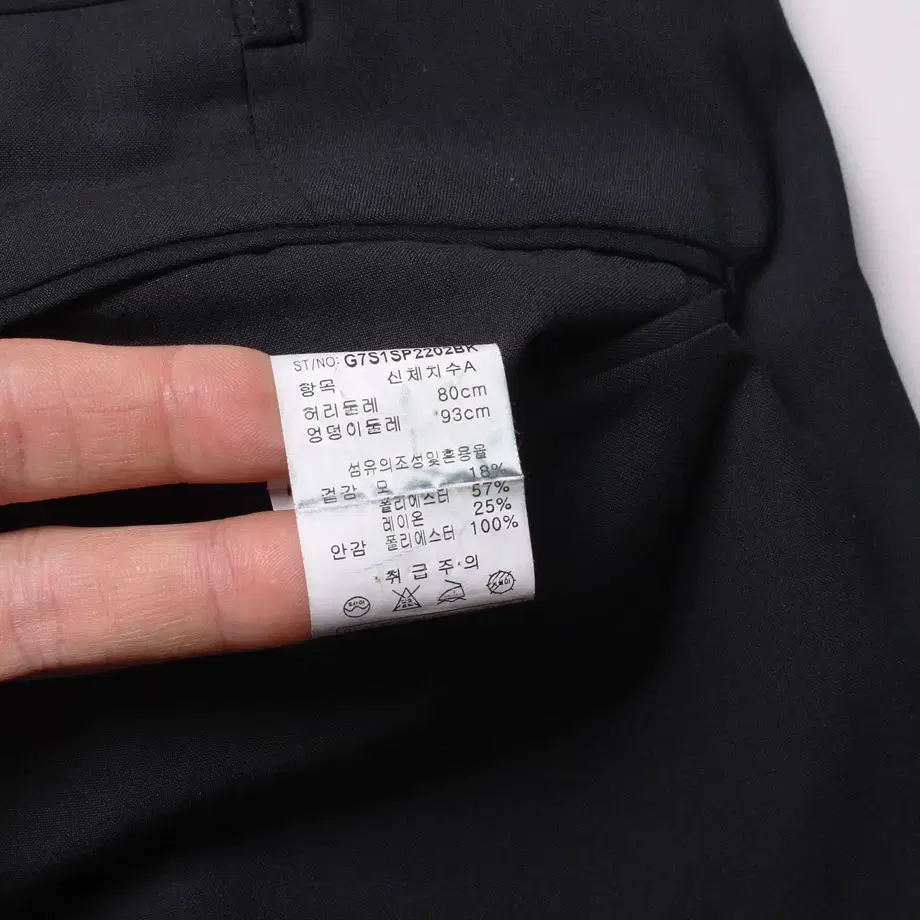 ST/NO: G7S1SP2202BK
항목 신체치수A
허리둘레 80cm
엉덩이둘레 93cm
섬유의조성및혼용율
겉감 모 18%
폴리에스터 57%
레이온 25%
안감 폴리에스터 100%
취급주의